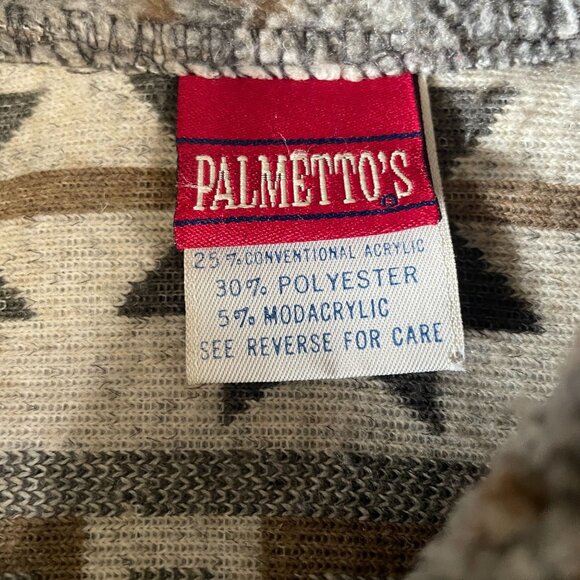 PALMETTO'S
25% CONVENTIONAL ACRYLIC
30% POLYESTER
5% MODACRYLIC
SEE REVERSE FOR CARE